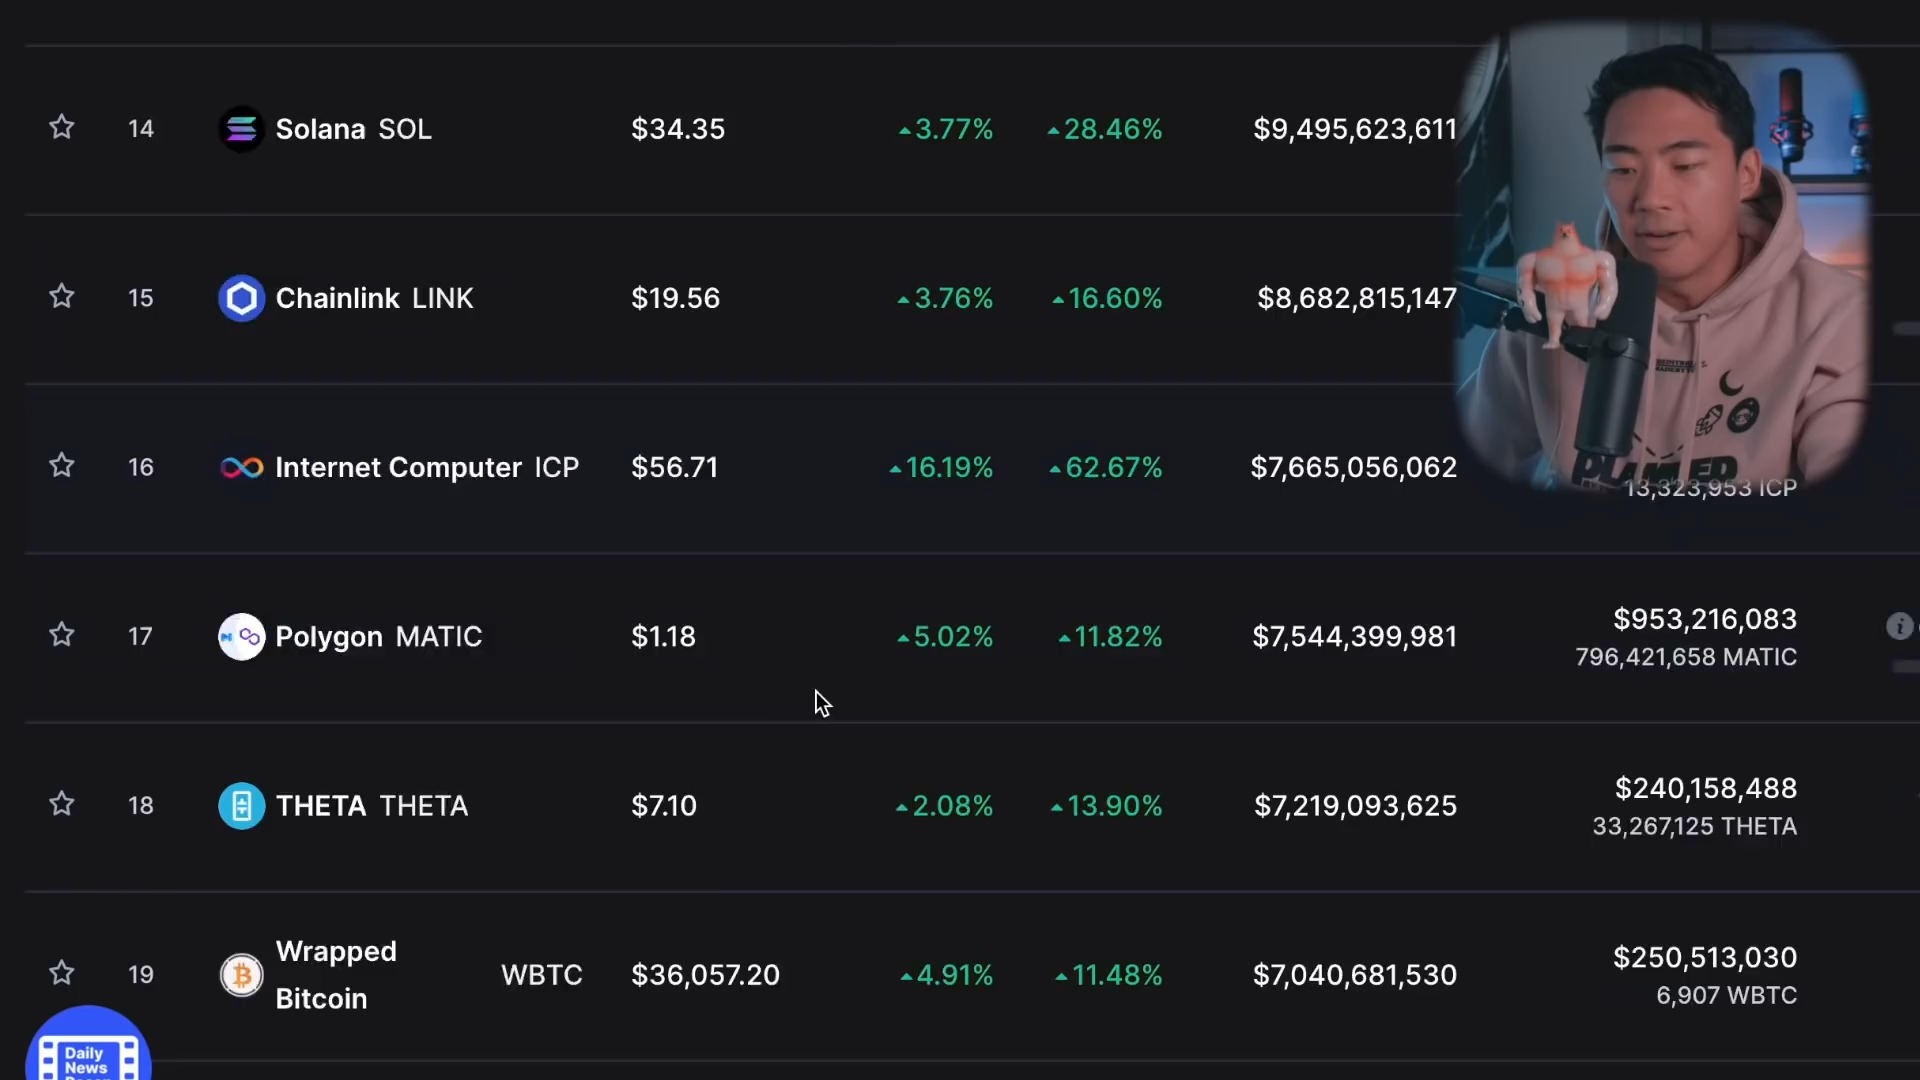 14 Solana SOL $34.35 3.77% 28.46% $9,495,623,611
15 Chainlink LINK $19.56 3.76% 16.60% $8,682,815,147
16 Internet Computer ICP $56.71 16.19% 62.67% $7,665,056,062
13,323,953 ICP
17 Polygon MATIC $1.18 5.02% 11.82% $7,544,399,981 $953,216,083
796,421,658 MATIC
18 THETA THETA $7.10 2.08% 13.90% $7,219,093,625 $240,158,488
33,267,125 THETA
19 Wrapped Bitcoin WBTC $36,057.20 4.91% 11.48% $7,040,681,530 $250,513,030
6,907 WBTC
Daily
News